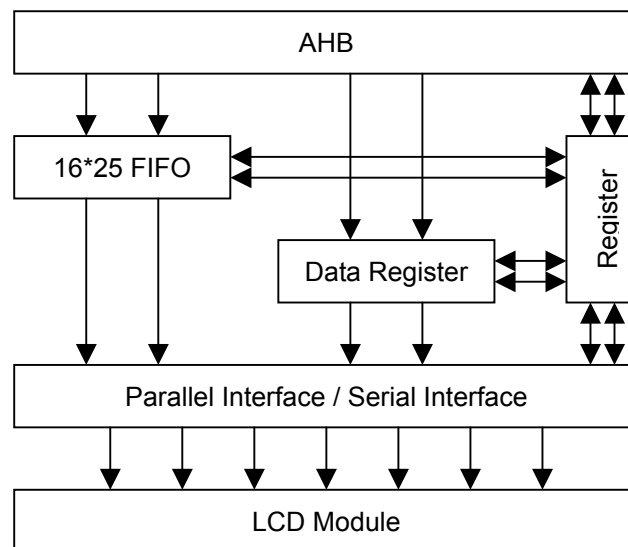 AHB
16*25 FIFO
Register
Data Register
Parallel Interface / Serial Interface
LCD Module